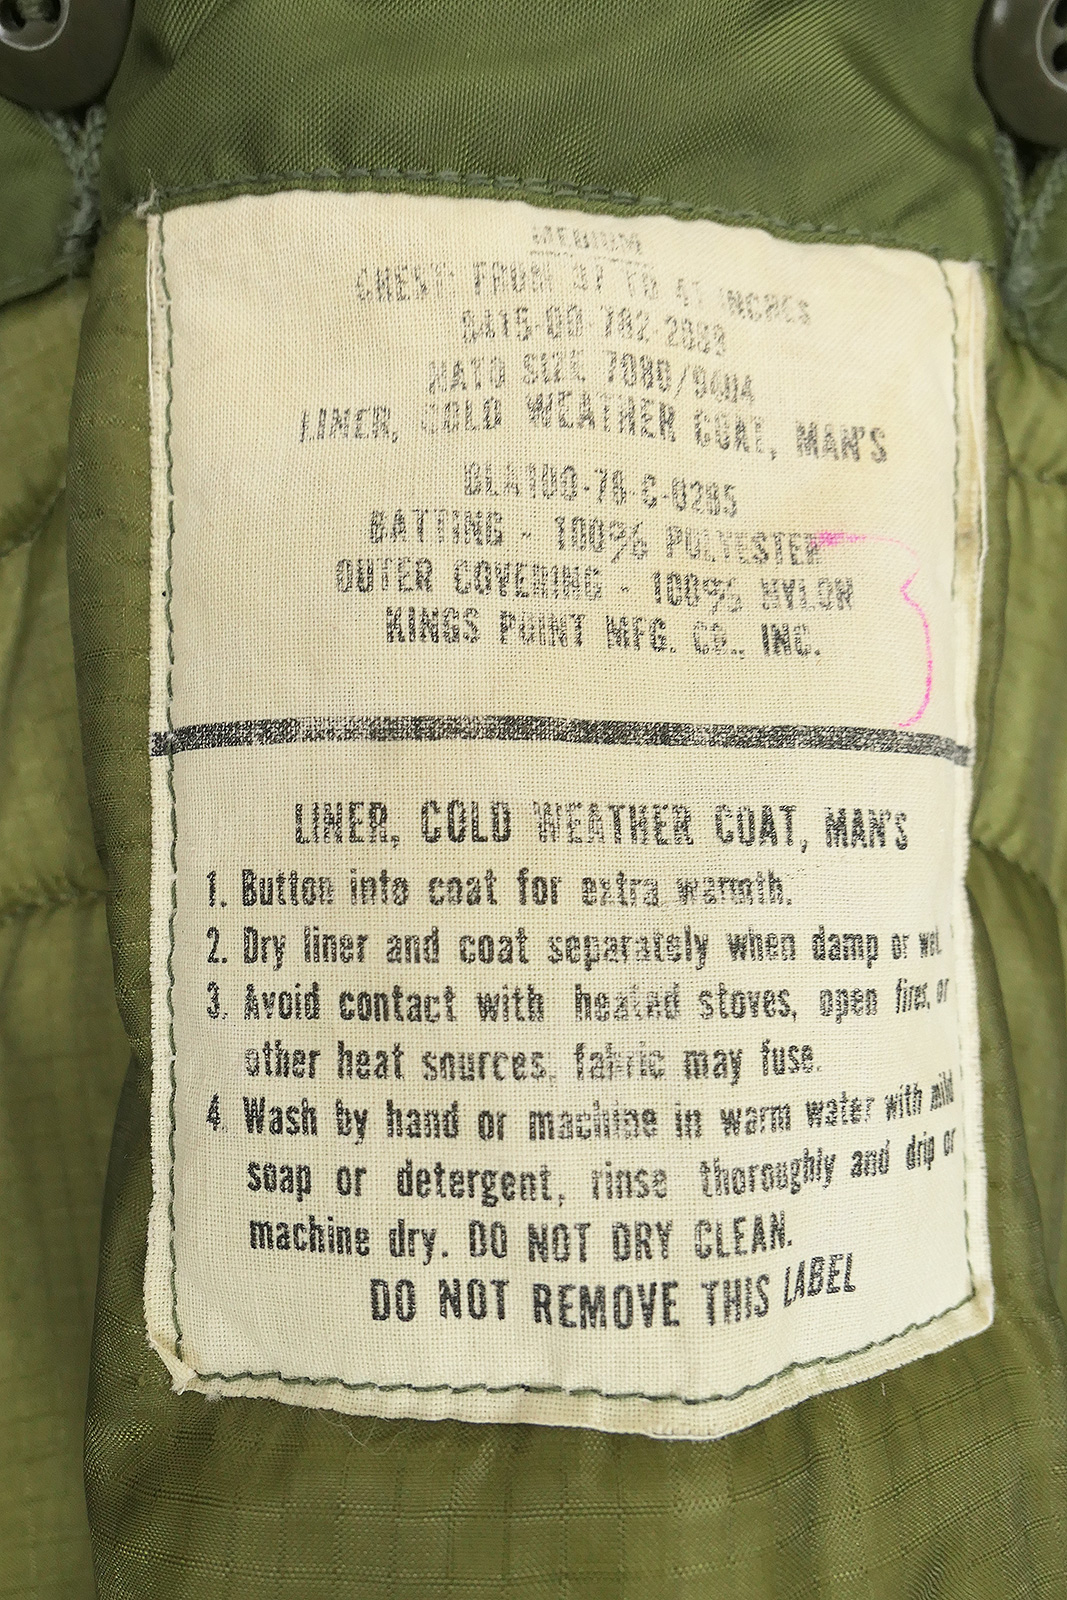 MEDIUM
CHEST: FROM 37 TO 41 INCHES
8415-00-782-2888
NATO SIZE 7080/9404
LINER, COLD WEATHER COAT, MAN'S
DLA100-78-C-0285
BATTING - 100% POLYESTER
OUTER COVERING - 100% NYLON
KINGS POINT MFG. CO., INC.
LINER, COLD WEATHER COAT, MAN'S
1. Button into coat for extra warmth.
2. Dry liner and coat separately when damp or wet.
3. Avoid contact with heated stoves, open fires, or
other heat sources; fabric may fuse.
4. Wash by hand or machine in warm water with mild
soap or detergent, rinse thoroughly and drip or
machine dry. DO NOT DRY CLEAN.
DO NOT REMOVE THIS LABEL